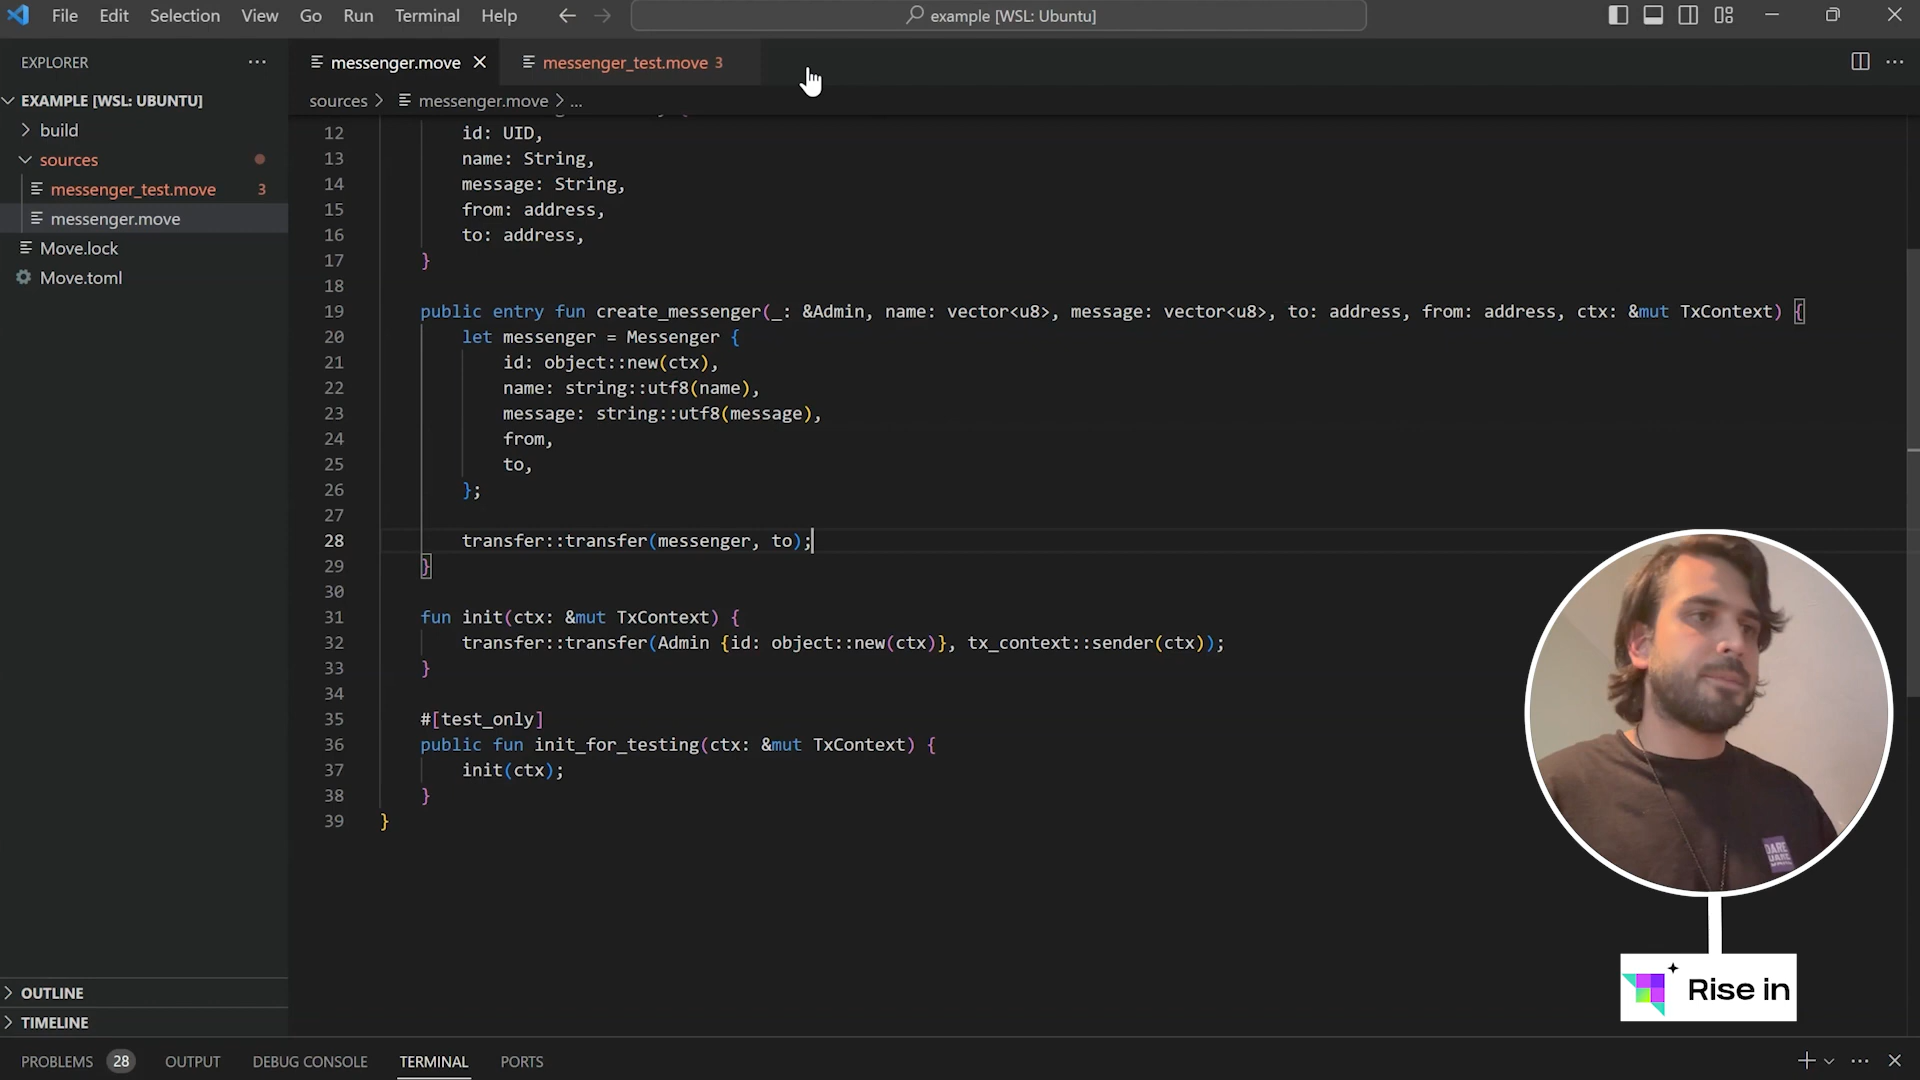 File Edit Selection View Go Run Terminal Help
example [WSL: Ubuntu]
EXPLORER
messenger.move
messenger_test.move 3
EXAMPLE [WSL: UBUNTU]
sources > messenger.move > ...
build
sources
messenger_test.move 3
messenger.move
Move.lock
Move.toml
12 id: UID,
13 name: String,
14 message: String,
15 from: address,
16 to: address,
17 }
18
19 public entry fun create_messenger(_: &Admin, name: vector<u8>, message: vector<u8>, to: address, from: address, ctx: &mut TxContext) {
20 let messenger = Messenger {
21 id: object::new(ctx),
22 name: string::utf8(name),
23 message: string::utf8(message),
24 from,
25 to,
26 };
27
28 transfer::transfer(messenger, to);
29 }
30
31 fun init(ctx: &mut TxContext) {
32 transfer::transfer(Admin {id: object::new(ctx)}, tx_context::sender(ctx));
33 }
34
35 #[test_only]
36 public fun init_for_testing(ctx: &mut TxContext) {
37 init(ctx);
38 }
39 }
DARE
Rise in
OUTLINE
TIMELINE
PROBLEMS 28 OUTPUT DEBUG CONSOLE TERMINAL PORTS